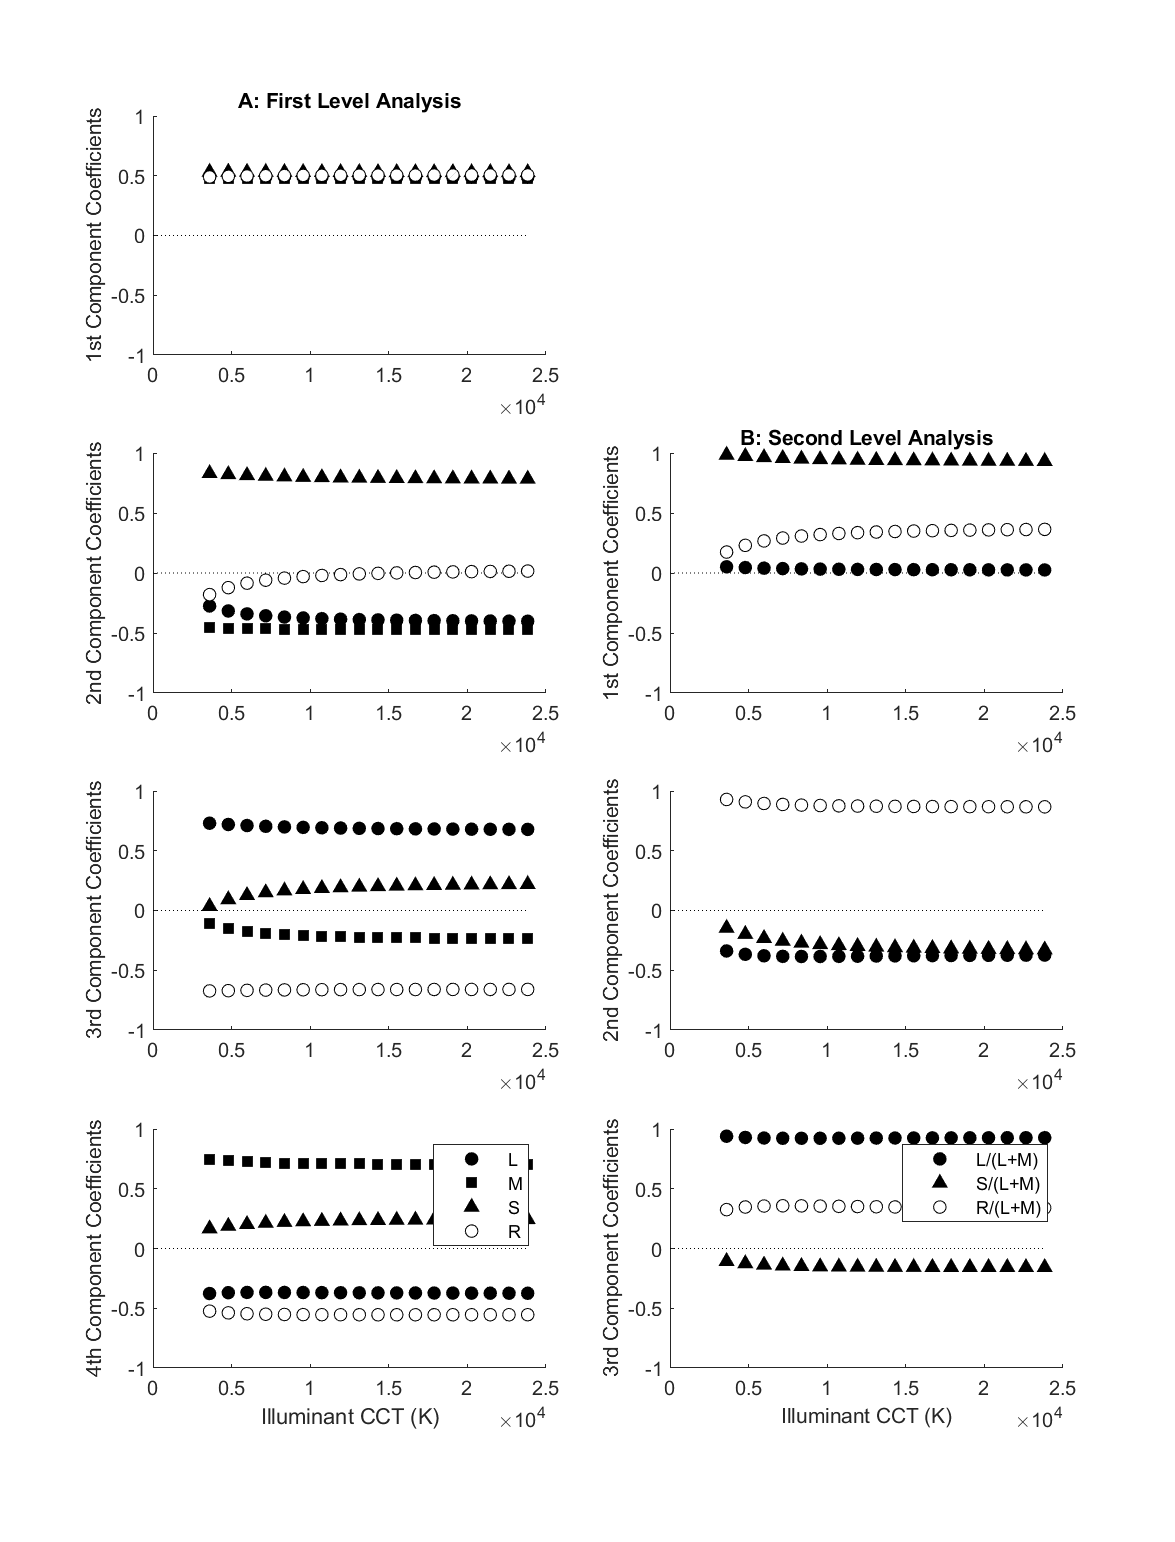 A: First Level Analysis
1st Component Coefficients
1
0.5
0
-0.5
-1
0 0.5 1 1.5 2 2.5
×10^4
2nd Component Coefficients
1
0.5
0
-0.5
-1
0 0.5 1 1.5 2 2.5
×10^4
B: Second Level Analysis
1st Component Coefficients
1
0.5
0
-0.5
-1
0 0.5 1 1.5 2 2.5
×10^4
3rd Component Coefficients
1
0.5
0
-0.5
-1
0 0.5 1 1.5 2 2.5
×10^4
2nd Component Coefficients
1
0.5
0
-0.5
-1
0 0.5 1 1.5 2 2.5
×10^4
4th Component Coefficients
1
0.5
0
-0.5
-1
L
M
S
R
0 0.5 1 1.5 2 2.5
Illuminant CCT (K)
×10^4
3rd Component Coefficients
1
0.5
0
-0.5
-1
L/(L+M)
S/(L+M)
R/(L+M)
0 0.5 1 1.5 2 2.5
Illuminant CCT (K)
×10^4